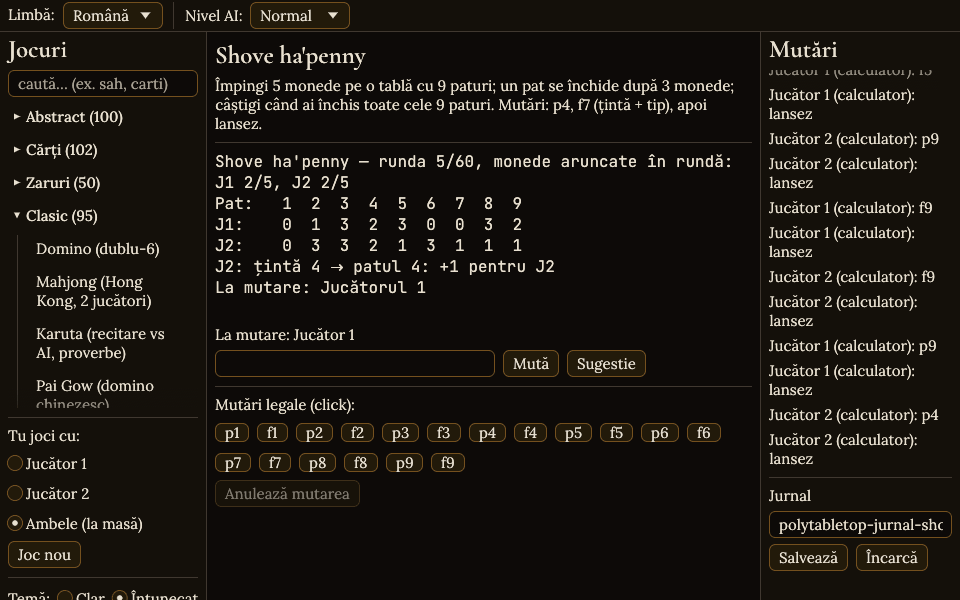 Limbă: Română ▼ Nivel AI: Normal ▼
Jocuri
caută... (ex. sah, carti)
▸ Abstract (100)
▸ Cărți (102)
▸ Zaruri (50)
▾ Clasic (95)
Domino (dublu-6)
Mahjong (Hong
Kong, 2 jucători)
Karuta (recitare vs
AI, proverbe)
Pai Gow (domino
chinezesc)
Tu joci cu:
Jucător 1
Jucător 2
Ambele (la masă)
Joc nou
Temă: Clar Întunecat
Shove ha'penny
Împingi 5 monede pe o tablă cu 9 paturi; un pat se închide după 3 monede;
câștigi când ai închis toate cele 9 paturi. Mutări: p4, f7 (țintă + tip), apoi
lansez.
Shove ha'penny — runda 5/60, monede aruncate în rundă:
J1 2/5, J2 2/5
Pat: 1 2 3 4 5 6 7 8 9
J1: 0 1 3 2 3 0 0 3 2
J2: 0 3 3 2 1 3 1 1 1
J2: țintă 4 → patul 4: +1 pentru J2
La mutare: Jucătorul 1
La mutare: Jucător 1
Mută Sugestie
Mutări legale (click):
p1 f1 p2 f2 p3 f3 p4 f4 p5 f5 p6 f6
p7 f7 p8 f8 p9 f9
Anulează mutarea
Mutări
Jucător 1 (calculator): f3
Jucător 1 (calculator):
lansez
Jucător 2 (calculator): p9
Jucător 2 (calculator):
lansez
Jucător 1 (calculator): f9
Jucător 1 (calculator):
lansez
Jucător 2 (calculator): f9
Jucător 2 (calculator):
lansez
Jucător 1 (calculator): p9
Jucător 1 (calculator):
lansez
Jucător 2 (calculator): p4
Jucător 2 (calculator):
lansez
Jurnal
polytabletop-jurnal-sho
Salvează Încarcă